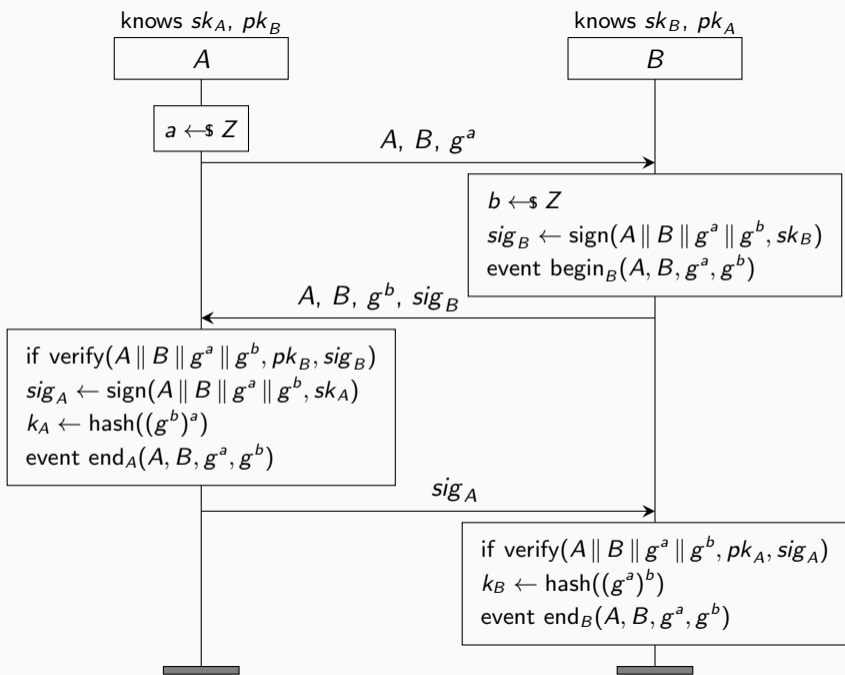 knows sk_A, pk_B
knows sk_B, pk_A
A
B
a ←$ Z
A, B, g^a
b ←$ Z
sig_B ← sign(A ∥ B ∥ g^a ∥ g^b, sk_B)
event begin_B(A, B, g^a, g^b)
A, B, g^b, sig_B
if verify(A ∥ B ∥ g^a ∥ g^b, pk_B, sig_B)
sig_A ← sign(A ∥ B ∥ g^a ∥ g^b, sk_A)
k_A ← hash((g^b)^a)
event end_A(A, B, g^a, g^b)
sig_A
if verify(A ∥ B ∥ g^a ∥ g^b, pk_A, sig_A)
k_B ← hash((g^a)^b)
event end_B(A, B, g^a, g^b)